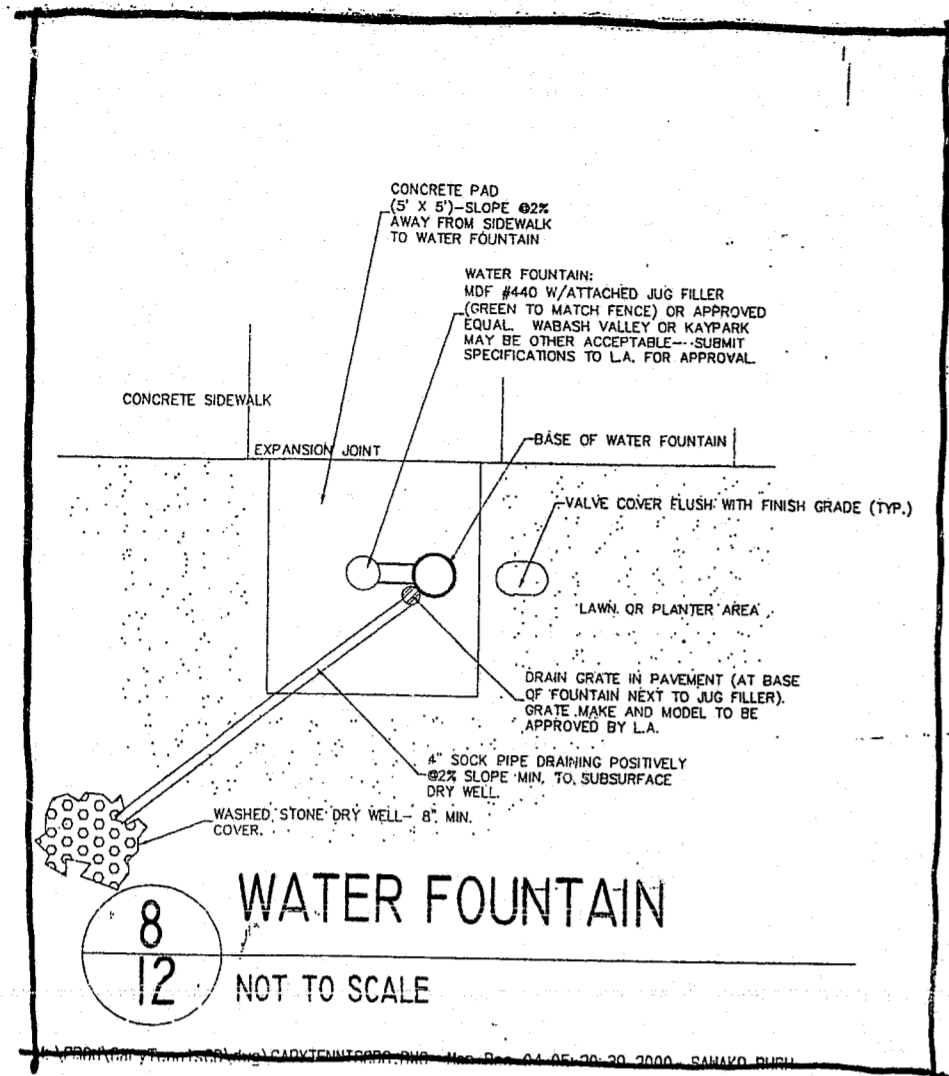 CONCRETE PAD
(5' X 5')-SLOPE @2%
AWAY FROM SIDEWALK
TO WATER FOUNTAIN
WATER FOUNTAIN:
MDF #440 W/ATTACHED JUG FILLER
(GREEN TO MATCH FENCE) OR APPROVED
EQUAL. WABASH VALLEY OR KAYPARK
MAY BE OTHER ACCEPTABLE---SUBMIT
SPECIFICATIONS TO L.A. FOR APPROVAL.
CONCRETE SIDEWALK
EXPANSION JOINT
BASE OF WATER FOUNTAIN
VALVE COVER FLUSH WITH FINISH GRADE (TYP.)
LAWN OR PLANTER AREA
DRAIN GRATE IN PAVEMENT (AT BASE
OF FOUNTAIN NEXT TO JUG FILLER).
GRATE MAKE AND MODEL TO BE
APPROVED BY L.A.
4" SOCK PIPE DRAINING POSITIVELY
@2% SLOPE MIN. TO SUBSURFACE
DRY WELL.
WASHED STONE DRY WELL- 8" MIN.
COVER.
8
12
WATER FOUNTAIN
NOT TO SCALE
2000 SAWAKO